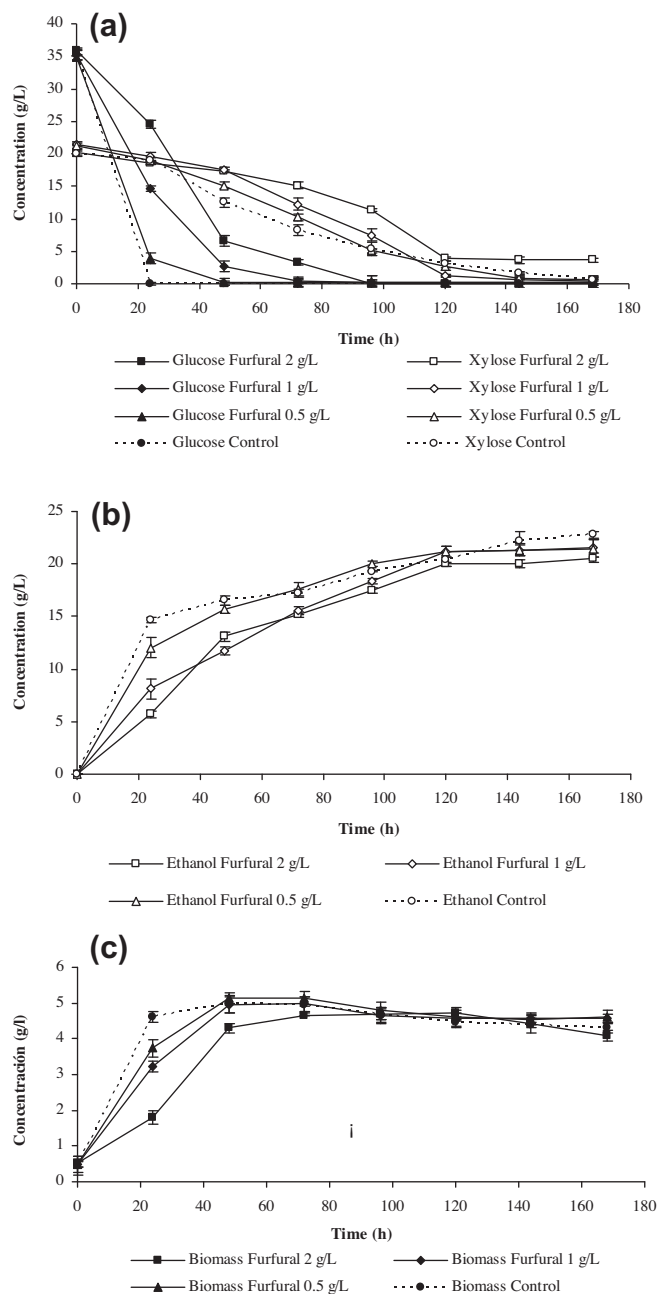 (a)
40
35
30
25
20
15
10
5
0
Concentration (g/L)
0 20 40 60 80 100 120 140 160 180
Time (h)
Glucose Furfural 2 g/L Xylose Furfural 2 g/L
Glucose Furfural 1 g/L Xylose Furfural 1 g/L
Glucose Furfural 0.5 g/L Xylose Furfural 0.5 g/L
Glucose Control Xylose Control
(b)
25
20
15
10
5
0
Concentration (g/L)
0 20 40 60 80 100 120 140 160 180
Time (h)
Ethanol Furfural 2 g/L Ethanol Furfural 1 g/L
Ethanol Furfural 0.5 g/L Ethanol Control
(c)
6
5
4
3
2
1
0
Concentración (g/l)
¡
0 20 40 60 80 100 120 140 160 180
Time (h)
Biomass Furfural 2 g/L Biomass Furfural 1 g/L
Biomass Furfural 0.5 g/L Biomass Control